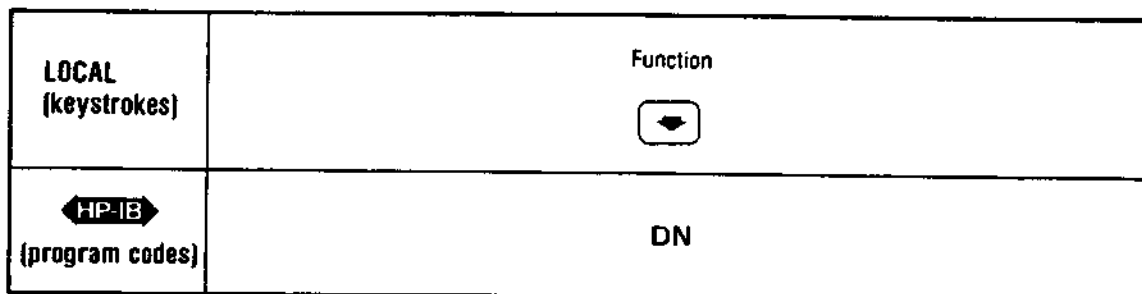 LOCAL
(keystrokes)
Function
HP-IB
(program codes)
DN